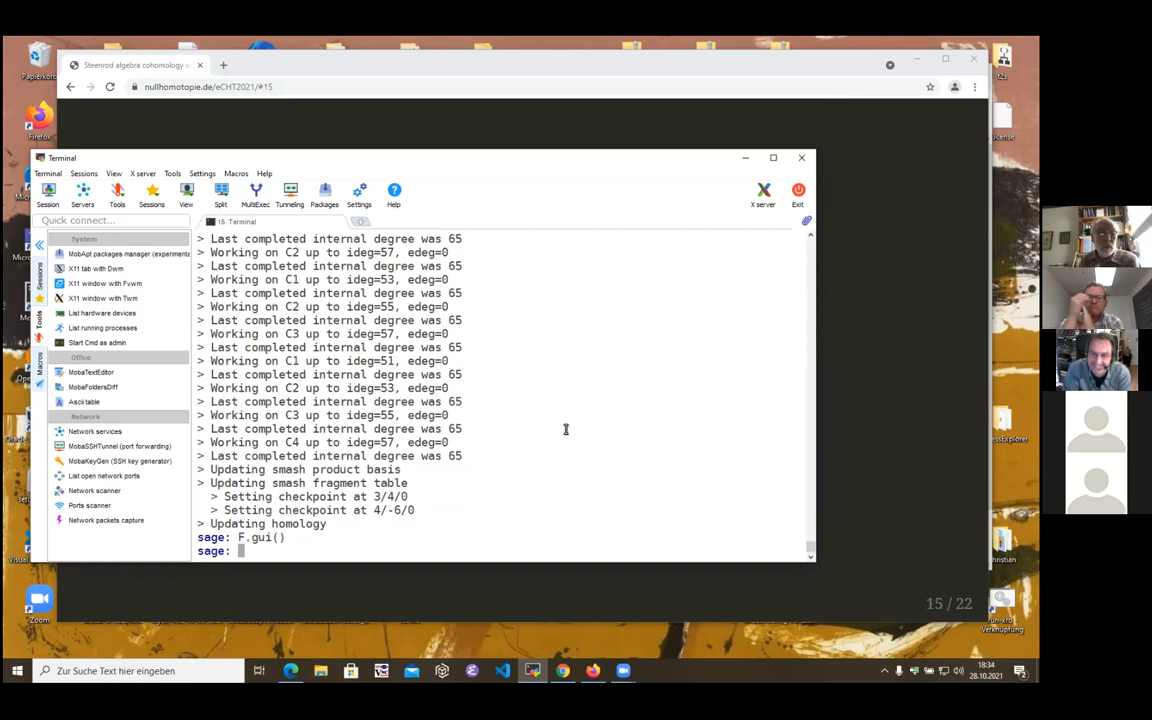 Papierkorb
Steenrod algebra cohomology w
nullhomotopie.de/eCHT2021/#15
t2s
Firefox
icense
Terminal
Terminal Sessions View X server Tools Settings Macros Help
Session Servers Tools Sessions View Split MultiExec Tunneling Packages Settings Help X server Exit
Quick connect...
15. Terminal
Sessions
Tools
Macros
System
MobApt packages manager (experimenta
X11 tab with Dwm
X11 window with Fvwm
X11 window with Twm
List hardware devices
List running processes
Start Cmd as admin
Office
MobaTextEditor
MobaFoldersDiff
Ascii table
Network
Network services
MobaSSHTunnel (port forwarding)
MobaKeyGen (SSH key generator)
List open network ports
Network scanner
Ports scanner
Network packets capture
> Last completed internal degree was 65
> Working on C2 up to ideg=57, edeg=0
> Last completed internal degree was 65
> Working on C1 up to ideg=53, edeg=0
> Last completed internal degree was 65
> Working on C2 up to ideg=55, edeg=0
> Last completed internal degree was 65
> Working on C3 up to ideg=57, edeg=0
> Last completed internal degree was 65
> Working on C1 up to ideg=51, edeg=0
> Last completed internal degree was 65
> Working on C2 up to ideg=53, edeg=0
> Last completed internal degree was 65
> Working on C3 up to ideg=55, edeg=0
> Last completed internal degree was 65
> Working on C4 up to ideg=57, edeg=0
> Last completed internal degree was 65
> Updating smash product basis
> Updating smash fragment table
> Setting checkpoint at 3/4/0
> Setting checkpoint at 4/-6/0
> Updating homology
sage: F.gui()
sage:
essExplorer
hristian
Zoom
15 / 22
Verknüpfung
Zur Suche Text hier eingeben
18:34
28.10.2021